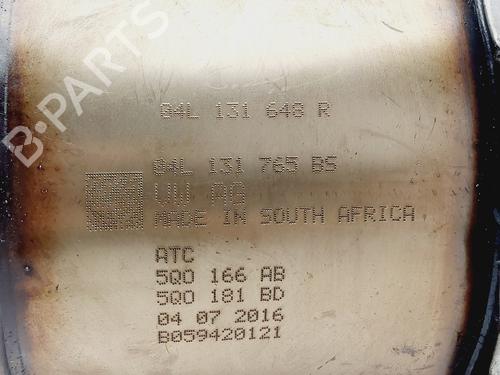 B-PARTS
04L 131 648 R
04L 131 765 BS
VW AG
MADE IN SOUTH AFRICA
ATC
5Q0 166 AB
5Q0 181 BD
04 07 2016
B059420121